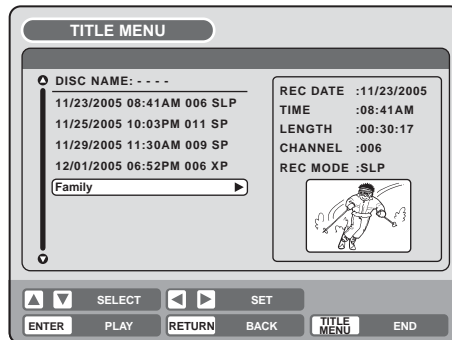 TITLE MENU
DISC NAME: - - - -
11/23/2005 08:41AM 006 SLP
11/25/2005 10:03PM 011 SP
11/29/2005 11:30AM 009 SP
12/01/2005 06:52PM 006 XP
Family
REC DATE :11/23/2005
TIME :08:41AM
LENGTH :00:30:17
CHANNEL :006
REC MODE :SLP
SELECT SET
ENTER PLAY RETURN BACK TITLE MENU END